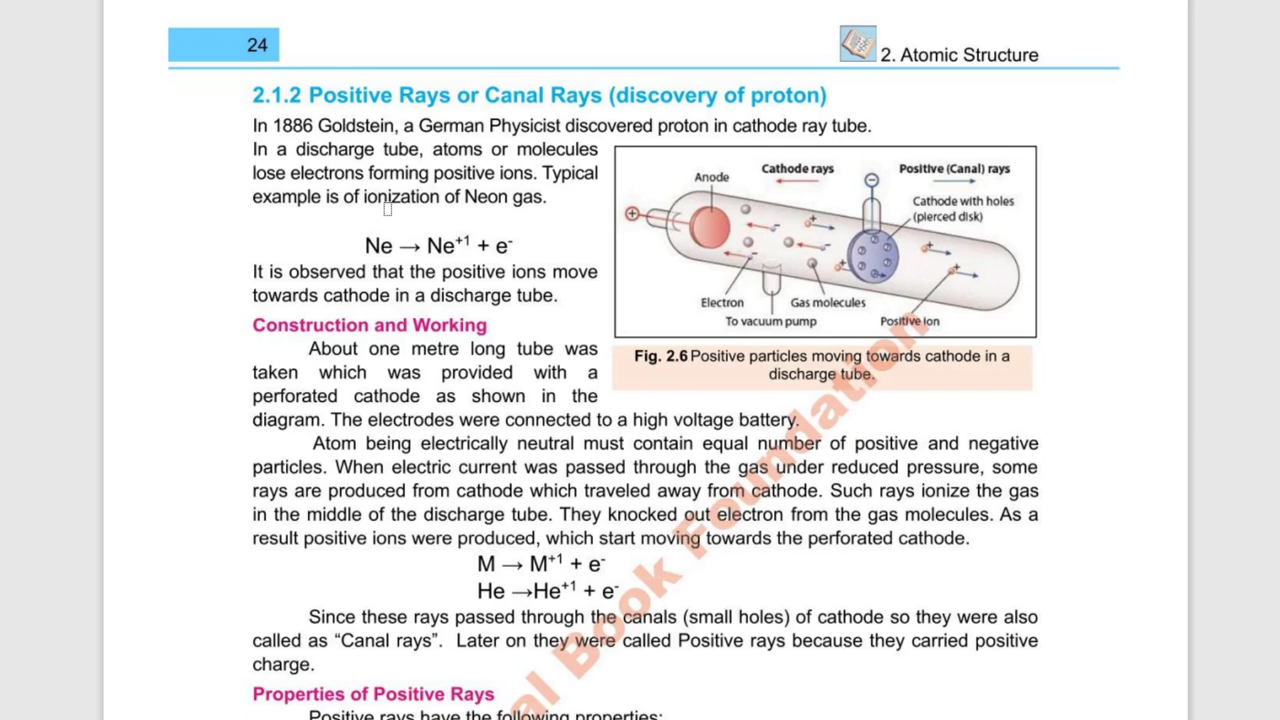 24
2. Atomic Structure
2.1.2 Positive Rays or Canal Rays (discovery of proton)
In 1886 Goldstein, a German Physicist discovered proton in cathode ray tube.
In a discharge tube, atoms or molecules
lose electrons forming positive ions. Typical
example is of ionization of Neon gas.
Ne → Ne⁺¹ + e⁻
It is observed that the positive ions move
towards cathode in a discharge tube.
Anode
Cathode rays
Positive (Canal) rays
Cathode with holes
(pierced disk)
Electron
Gas molecules
To vacuum pump
Positive Ion
Fig. 2.6 Positive particles moving towards cathode in a
discharge tube.
Construction and Working
About one metre long tube was
taken which was provided with a
perforated cathode as shown in the
diagram. The electrodes were connected to a high voltage battery.
Atom being electrically neutral must contain equal number of positive and negative
particles. When electric current was passed through the gas under reduced pressure, some
rays are produced from cathode which traveled away from cathode. Such rays ionize the gas
in the middle of the discharge tube. They knocked out electron from the gas molecules. As a
result positive ions were produced, which start moving towards the perforated cathode.
M → M⁺¹ + e⁻
He →He⁺¹ + e⁻
Since these rays passed through the canals (small holes) of cathode so they were also
called as “Canal rays”. Later on they were called Positive rays because they carried positive
charge.
Properties of Positive Rays
Positive rays have the following properties:
al Book Foundation